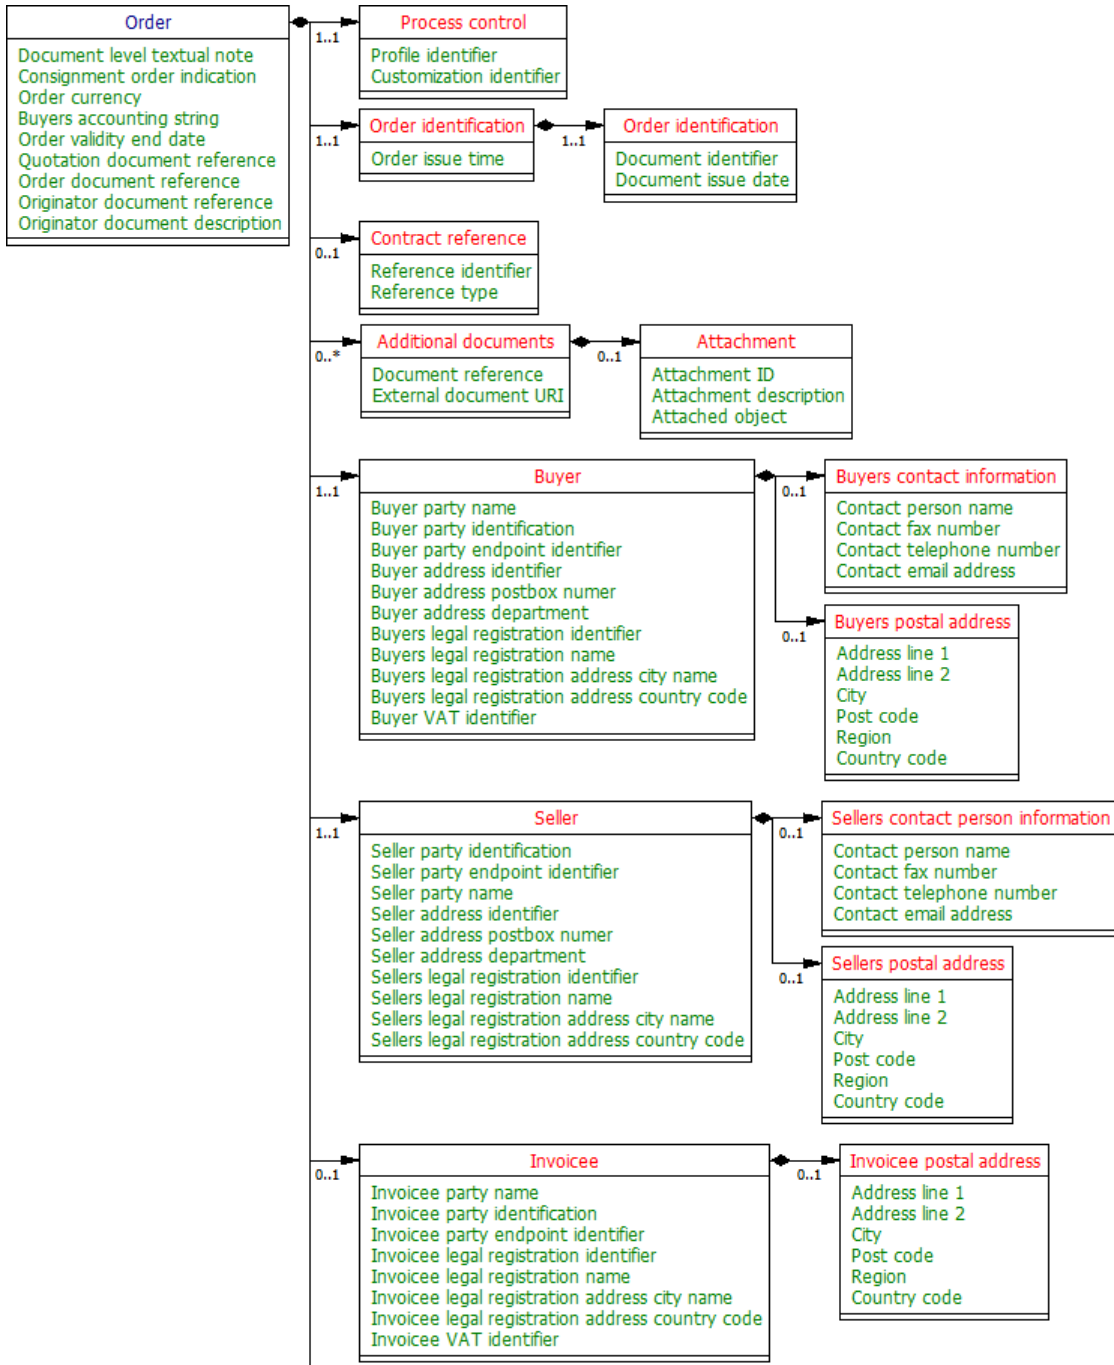 Order
Document level textual note
Consignment order indication
Order currency
Buyers accounting string
Order validity end date
Quotation document reference
Order document reference
Originator document reference
Originator document description
1..1
Process control
Profile identifier
Customization identifier
1..1
Order identification
Order issue time
1..1
Order identification
Document identifier
Document issue date
0..1
Contract reference
Reference identifier
Reference type
0..*
Additional documents
Document reference
External document URI
0..1
Attachment
Attachment ID
Attachment description
Attached object
1..1
Buyer
Buyer party name
Buyer party identification
Buyer party endpoint identifier
Buyer address identifier
Buyer address postbox numer
Buyer address department
Buyers legal registration identifier
Buyers legal registration name
Buyers legal registration address city name
Buyers legal registration address country code
Buyer VAT identifier
0..1
Buyers contact information
Contact person name
Contact fax number
Contact telephone number
Contact email address
0..1
Buyers postal address
Address line 1
Address line 2
City
Post code
Region
Country code
1..1
Seller
Seller party identification
Seller party endpoint identifier
Seller party name
Seller address identifier
Seller address postbox numer
Seller address department
Sellers legal registration identifier
Sellers legal registration name
Sellers legal registration address city name
Sellers legal registration address country code
0..1
Sellers contact person information
Contact person name
Contact fax number
Contact telephone number
Contact email address
0..1
Sellers postal address
Address line 1
Address line 2
City
Post code
Region
Country code
0..1
Invoicee
Invoicee party name
Invoicee party identification
Invoicee party endpoint identifier
Invoicee legal registration identifier
Invoicee legal registration name
Invoicee legal registration address city name
Invoicee legal registration address country code
Invoicee VAT identifier
0..1
Invoicee postal address
Address line 1
Address line 2
City
Post code
Region
Country code